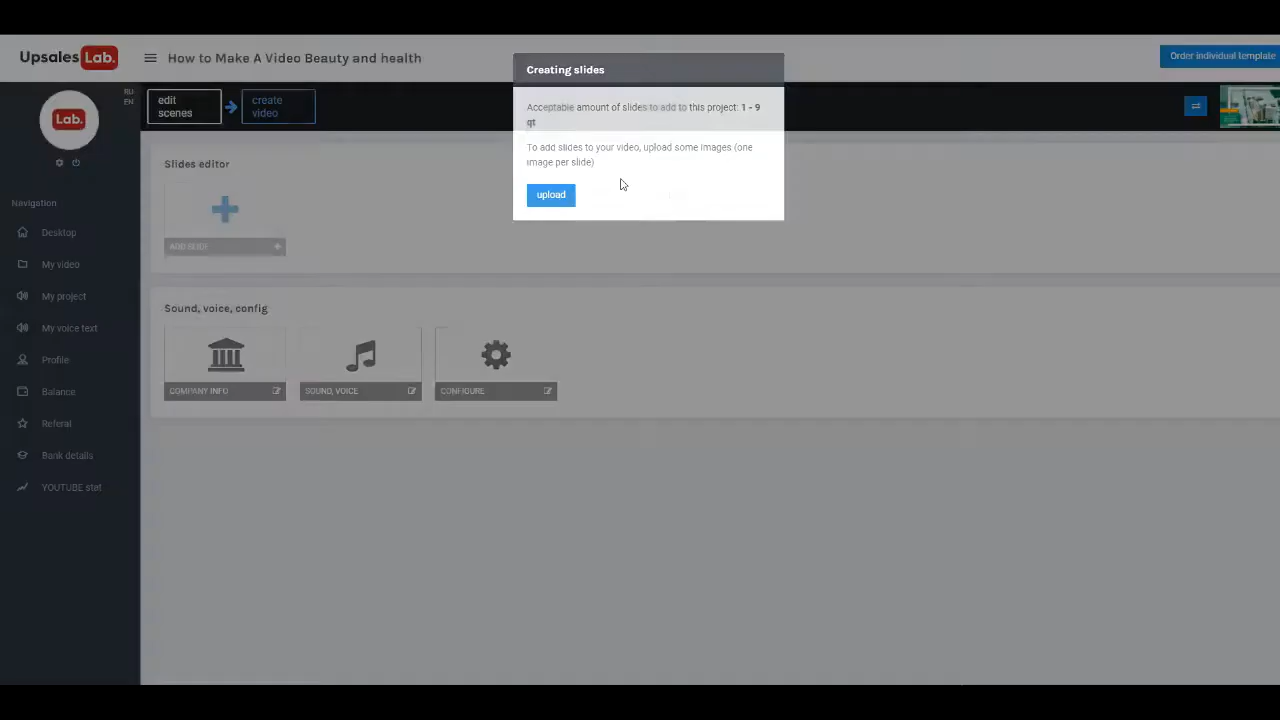 Upsales Lab.
How to Make A Video Beauty and health
Order individual template
Lab.
RU
EN
edit
scenes
create
video
Creating slides
Acceptable amount of slides to add to this project: 1 - 9
qt
To add slides to your video, upload some images (one
image per slide)
upload
Slides editor
ADD SLIDE
Navigation
Desktop
My video
My project
My voice text
Profile
Balance
Referal
Bank details
YOUTUBE stat
Sound, voice, config
COMPANY INFO
SOUND, VOICE
CONFIGURE